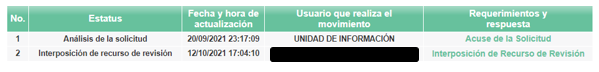 No. Estatus Fecha y hora de actualización Usuario que realiza el movimiento Requerimientos y respuesta
1 Análisis de la solicitud 20/09/2021 23:17:09 UNIDAD DE INFORMACIÓN Acuse de la Solicitud
2 Interposición de recurso de revisión 12/10/2021 17:04:10 Interposición de Recurso de Revisión